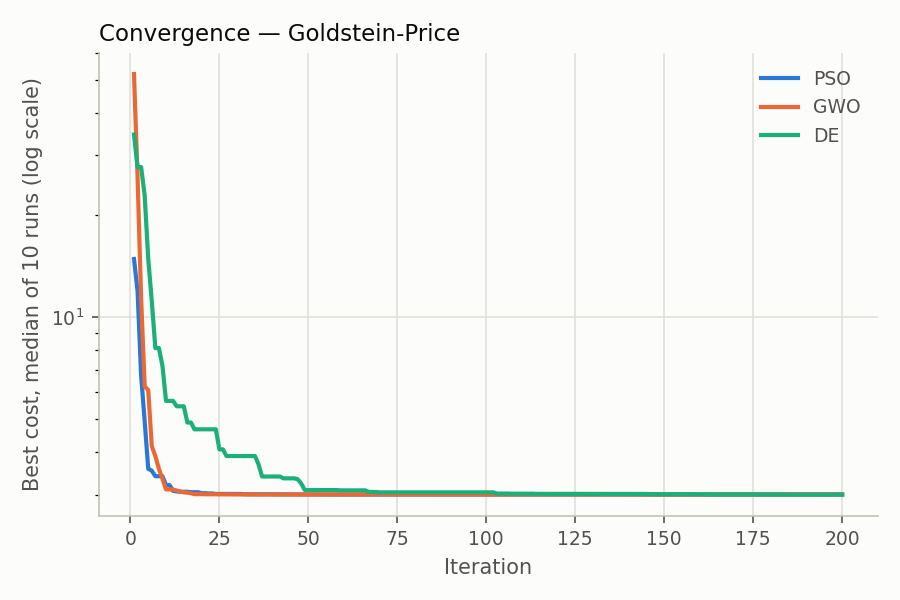 Convergence — Goldstein-Price
Best cost, median of 10 runs (log scale)
10¹
PSO
GWO
DE
0 25 50 75 100 125 150 175 200
Iteration